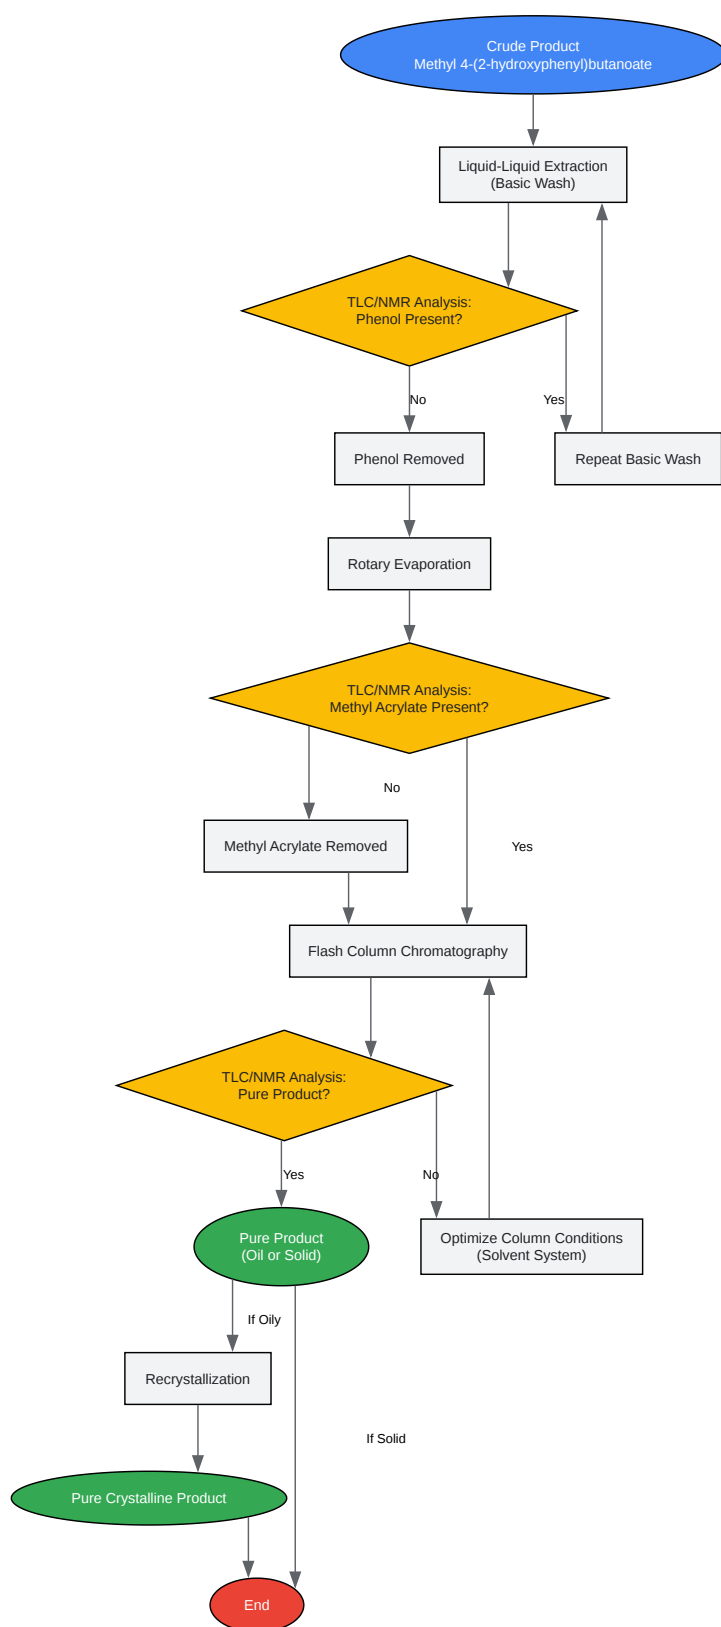 Crude Product
Methyl 4-(2-hydroxyphenyl)butanoate
Liquid-Liquid Extraction
(Basic Wash)
TLC/NMR Analysis:
Phenol Present?
No
Yes
Phenol Removed
Repeat Basic Wash
Rotary Evaporation
TLC/NMR Analysis:
Methyl Acrylate Present?
No
Methyl Acrylate Removed
Yes
Flash Column Chromatography
TLC/NMR Analysis:
Pure Product?
Yes
No
Pure Product
(Oil or Solid)
Optimize Column Conditions
(Solvent System)
If Oily
Recrystallization
If Solid
Pure Crystalline Product
End